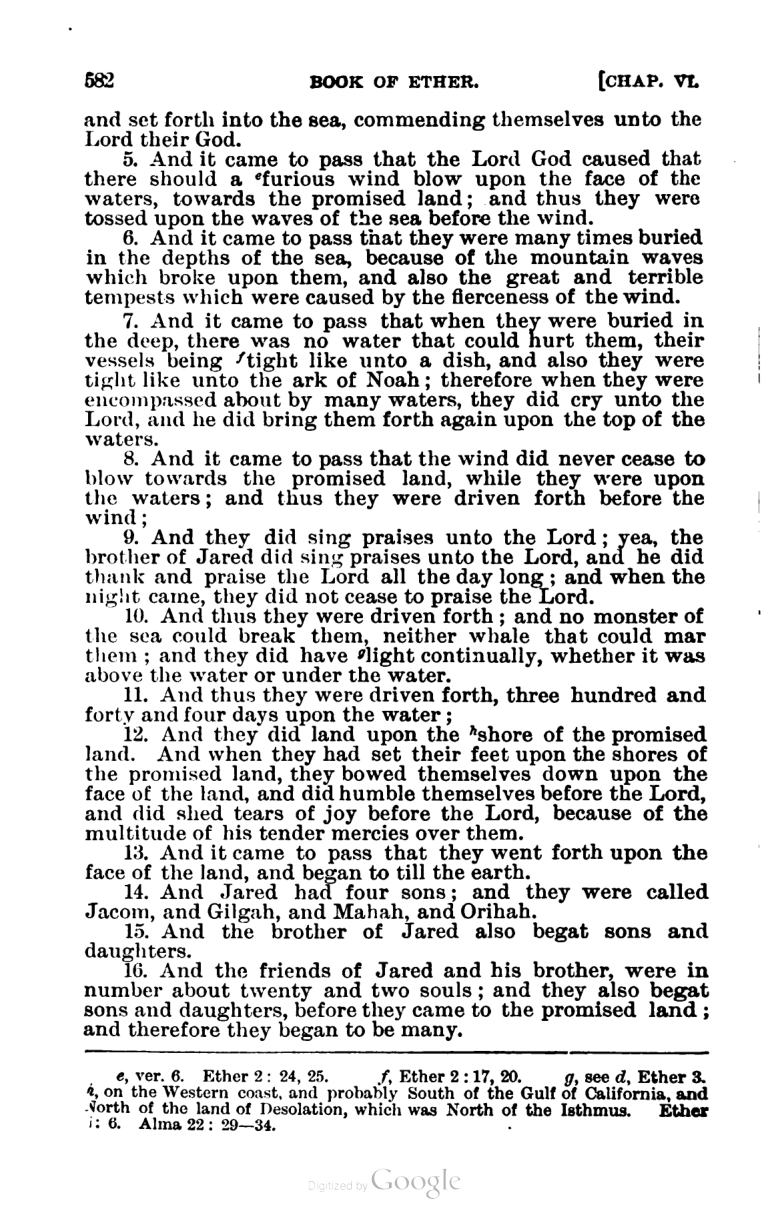 582 BOOK OF ETHER. [CHAP. VI.
and set forth into the sea, commending themselves unto the
Lord their God.
5. And it came to pass that the Lord God caused that
there should a ᵉfurious wind blow upon the face of the
waters, towards the promised land; and thus they were
tossed upon the waves of the sea before the wind.
6. And it came to pass that they were many times buried
in the depths of the sea, because of the mountain waves
which broke upon them, and also the great and terrible
tempests which were caused by the fierceness of the wind.
7. And it came to pass that when they were buried in
the deep, there was no water that could hurt them, their
vessels being ᶠtight like unto a dish, and also they were
tight like unto the ark of Noah; therefore when they were
encompassed about by many waters, they did cry unto the
Lord, and he did bring them forth again upon the top of the
waters.
8. And it came to pass that the wind did never cease to
blow towards the promised land, while they were upon
the waters; and thus they were driven forth before the
wind;
9. And they did sing praises unto the Lord; yea, the
brother of Jared did sing praises unto the Lord, and he did
thank and praise the Lord all the day long; and when the
night came, they did not cease to praise the Lord.
10. And thus they were driven forth; and no monster of
the sea could break them, neither whale that could mar
them; and they did have ᵍlight continually, whether it was
above the water or under the water.
11. And thus they were driven forth, three hundred and
forty and four days upon the water;
12. And they did land upon the ʰshore of the promised
land. And when they had set their feet upon the shores of
the promised land, they bowed themselves down upon the
face of the land, and did humble themselves before the Lord,
and did shed tears of joy before the Lord, because of the
multitude of his tender mercies over them.
13. And it came to pass that they went forth upon the
face of the land, and began to till the earth.
14. And Jared had four sons; and they were called
Jacom, and Gilgah, and Mahah, and Orihah.
15. And the brother of Jared also begat sons and
daughters.
16. And the friends of Jared and his brother, were in
number about twenty and two souls; and they also begat
sons and daughters, before they came to the promised land;
and therefore they began to be many.
e, ver. 6. Ether 2: 24, 25. f, Ether 2: 17, 20. g, see d, Ether 3.
h, on the Western coast, and probably South of the Gulf of California, and
North of the land of Desolation, which was North of the Isthmus. Ether
: 6. Alma 22: 29—34.
Digitized by Google